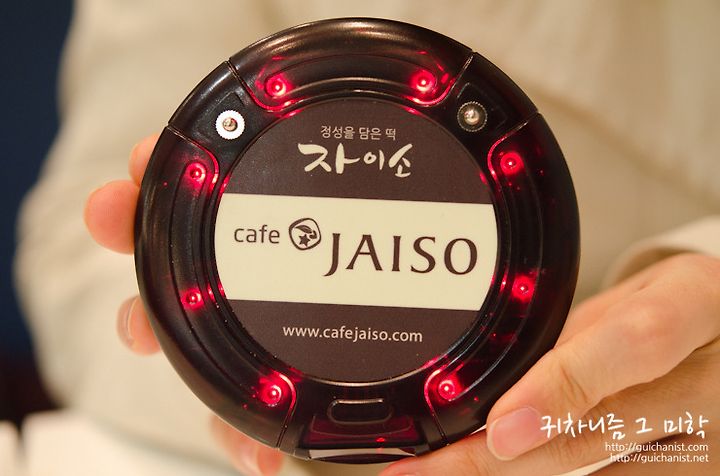 정성을 담은 떡
자이소
cafe JAISO
www.cafejaiso.com
귀차니즘 그 미학
http://guichanist.com/
http://guichanist.net